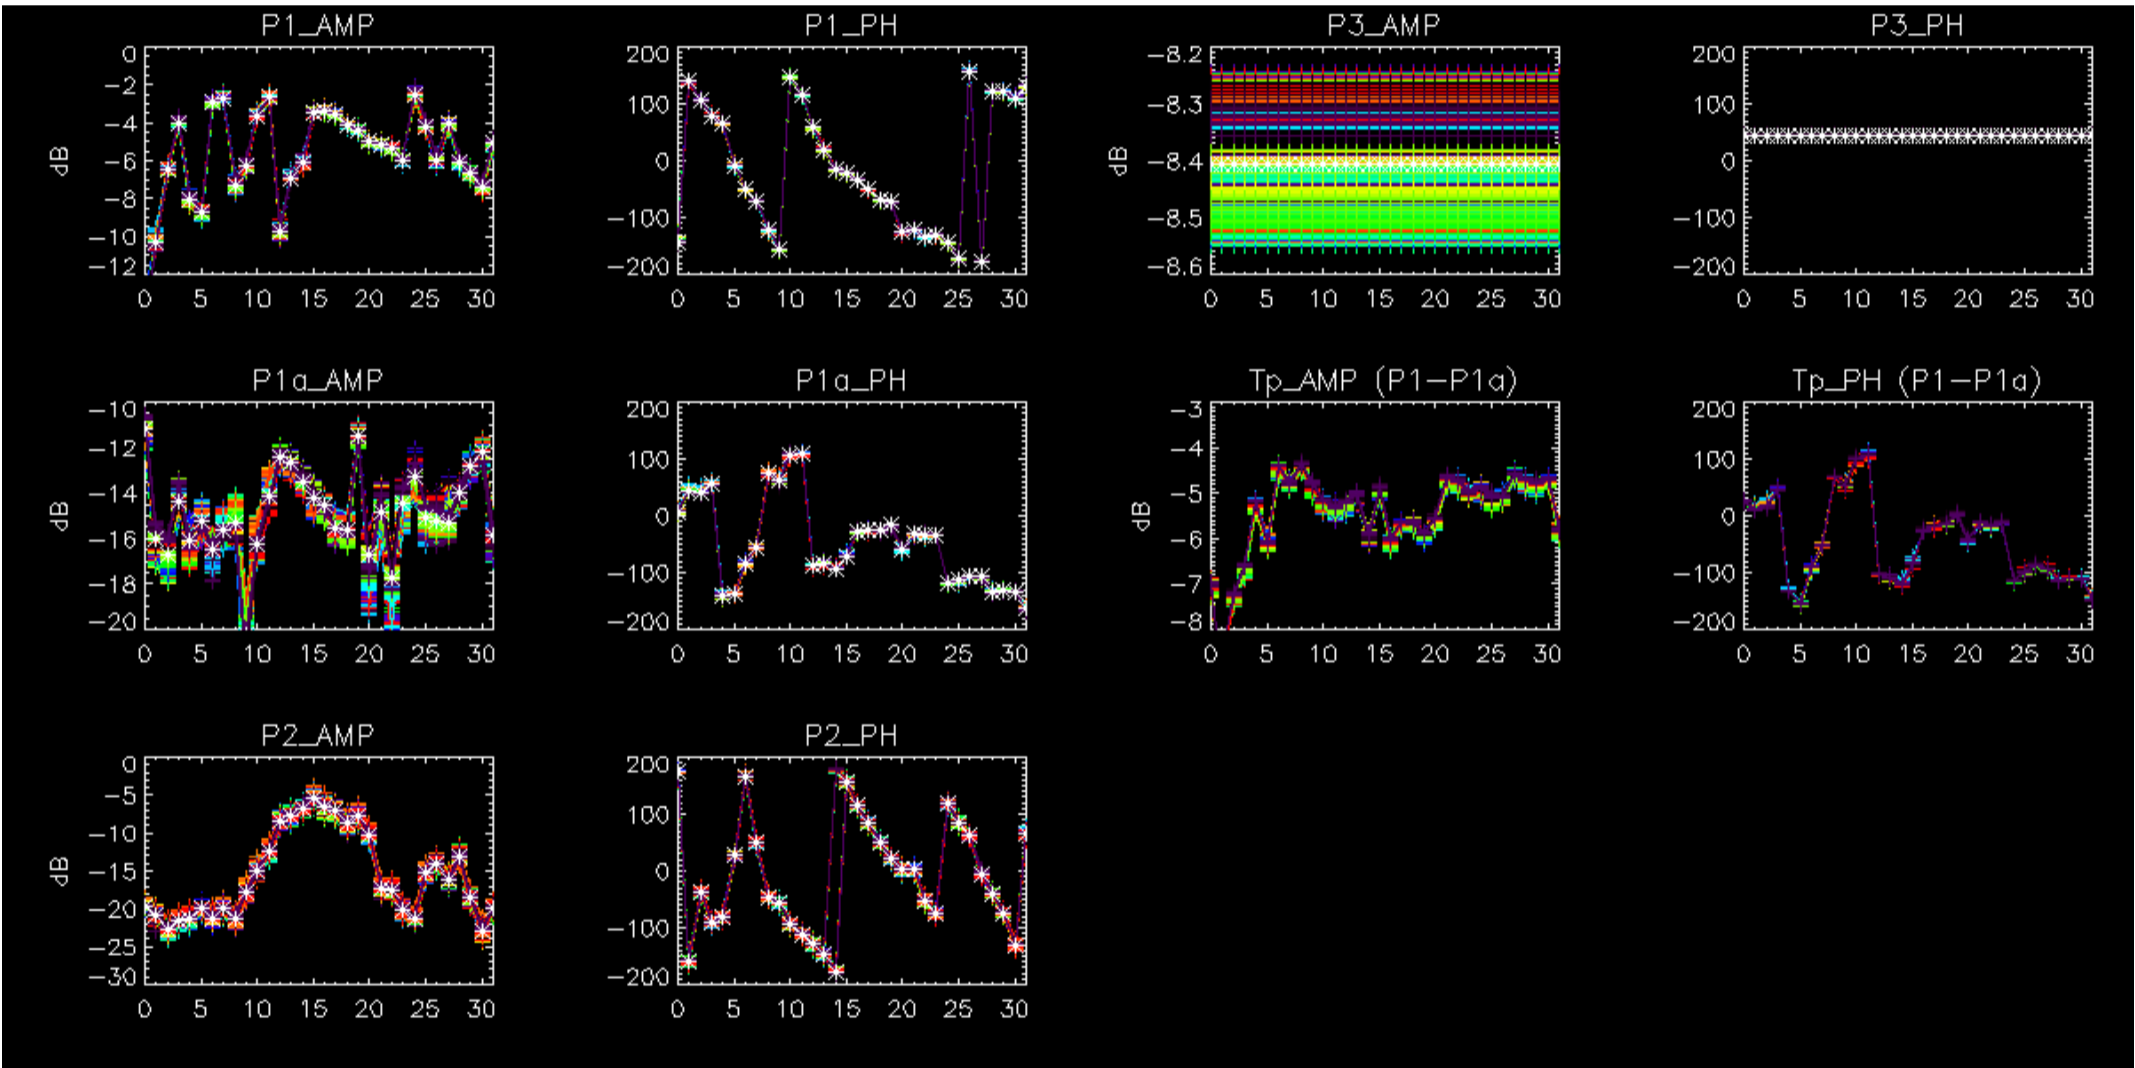 P1_AMP
0
-2
-4
-6
-8
-10
-12
dB
0 5 10 15 20 25 30
P1_PH
200
100
0
-100
-200
0 5 10 15 20 25 30
P3_AMP
-8.2
-8.3
-8.4
-8.5
-8.6
dB
0 5 10 15 20 25 30
P3_PH
200
100
0
-100
-200
0 5 10 15 20 25 30
P1a_AMP
-10
-12
-14
-16
-18
-20
dB
0 5 10 15 20 25 30
P1a_PH
200
100
0
-100
-200
0 5 10 15 20 25 30
Tp_AMP (P1-P1a)
-3
-4
-5
-6
-7
-8
dB
0 5 10 15 20 25 30
Tp_PH (P1-P1a)
200
100
0
-100
-200
0 5 10 15 20 25 30
P2_AMP
0
-5
-10
-15
-20
-25
-30
dB
0 5 10 15 20 25 30
P2_PH
200
100
0
-100
-200
0 5 10 15 20 25 30